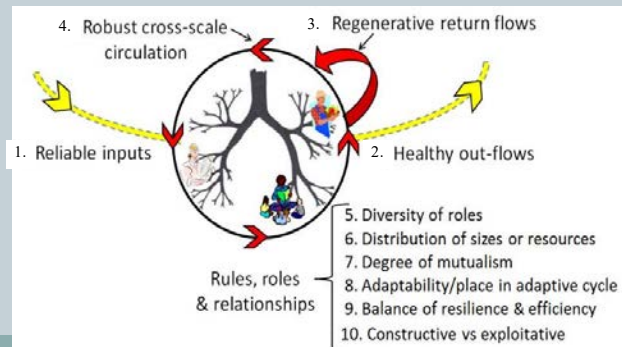 4. Robust cross-scale
circulation
3. Regenerative return flows
1. Reliable inputs
2. Healthy out-flows
Rules, roles
& relationships
5. Diversity of roles
6. Distribution of sizes or resources
7. Degree of mutualism
8. Adaptability/place in adaptive cycle
9. Balance of resilience & efficiency
10. Constructive vs exploitative